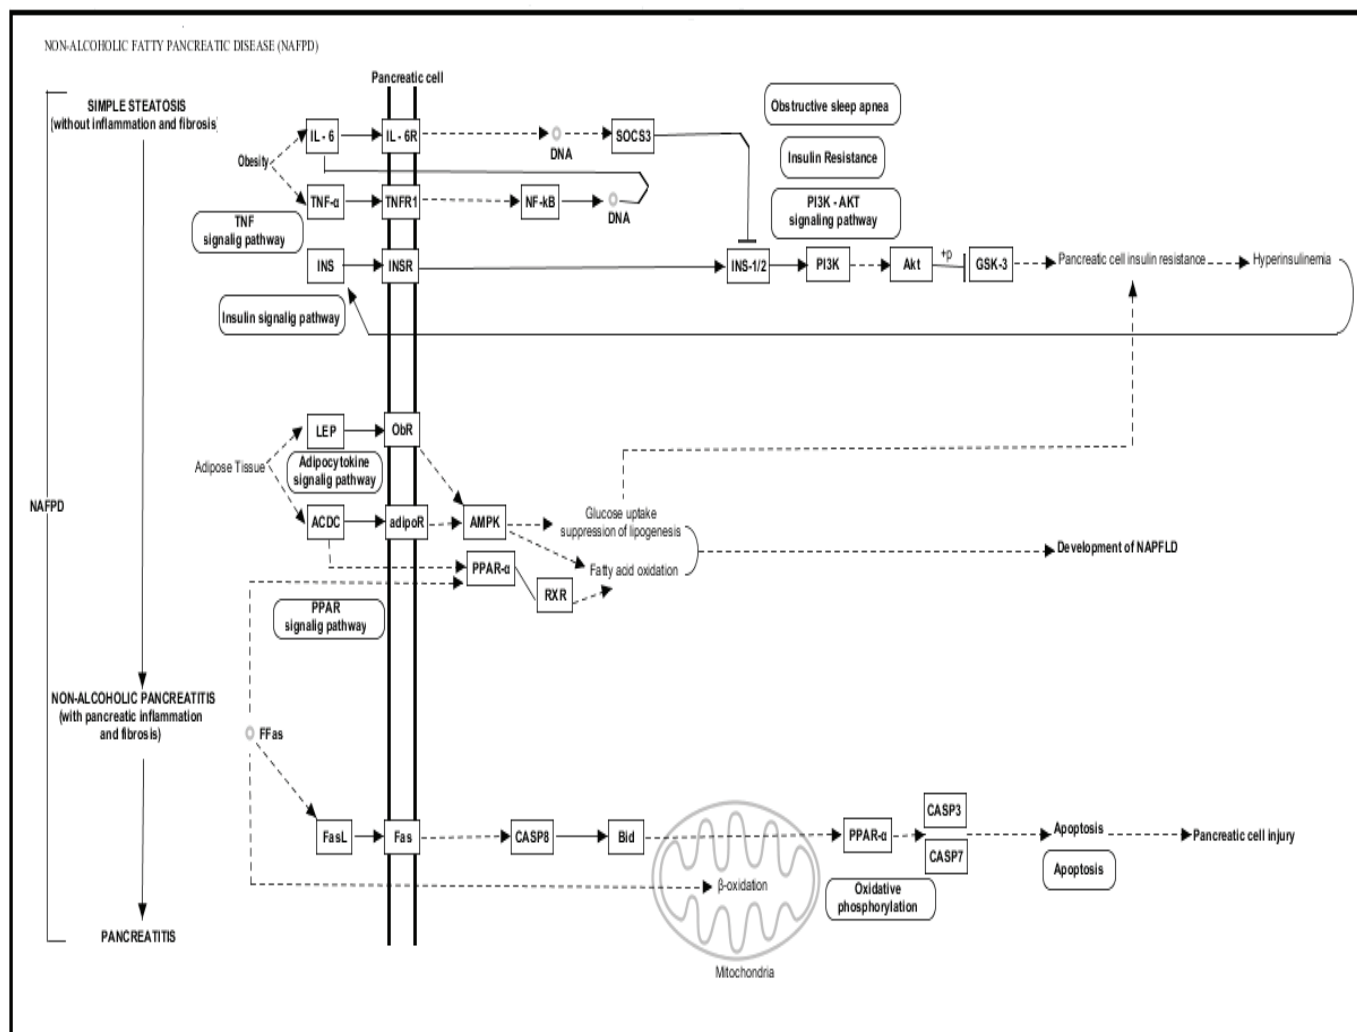 NON-ALCOHOLIC FATTY PANCREATIC DISEASE (NAFPD)
Pancreatic cell
SIMPLE STEATOSIS
(without inflammation and fibrosis)
Obesity
IL - 6
IL - 6R
DNA
SOCS3
Obstructive sleep apnea
Insulin Resistance
TNF-α
TNFR1
NF-kB
DNA
PI3K - AKT
signaling pathway
TNF
signalig pathway
INS
INSR
INS-1/2
PI3K
Akt
+p
GSK-3
Pancreatic cell insulin resistance
Hyperinsulinemia
Insulin signalig pathway
LEP
ObR
Adipose Tissue
Adipocytokine
signalig pathway
NAFPD
ACDC
adipoR
AMPK
Glucose uptake
suppression of lipogenesis
Development of NAPFLD
PPAR-α
Fatty acid oxidation
RXR
PPAR
signalig pathway
NON-ALCOHOLIC PANCREATITIS
(with pancreatic inflammation
and fibrosis)
FFas
FasL
Fas
CASP8
Bid
PPAR-α
CASP3
CASP7
Apoptosis
Pancreatic cell injury
Apoptosis
β-oxidation
Oxidative
phosphorylation
PANCREATITIS
Mitochondria